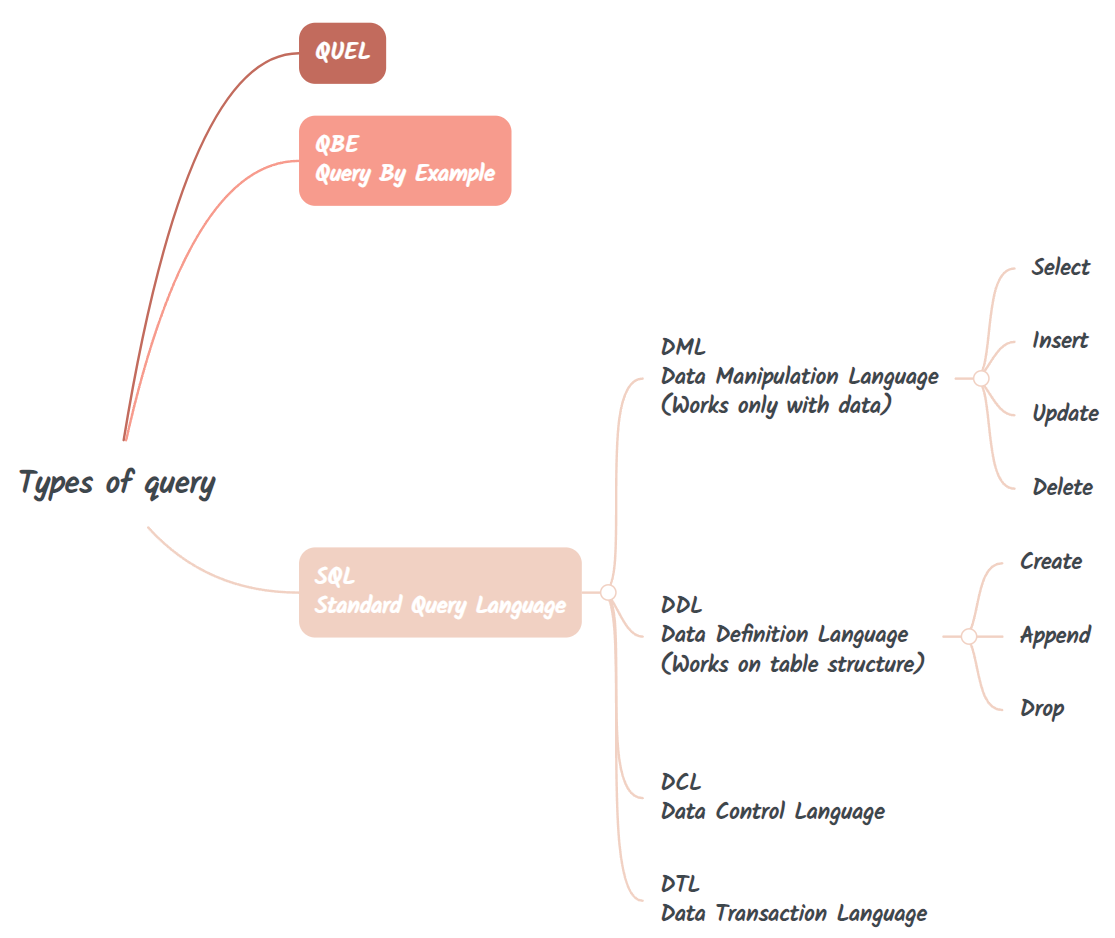 QUEL
QBE
Query By Example
Types of query
SQL
Standard Query Language
DML
Data Manipulation Language
(Works only with data)
Select
Insert
Update
Delete
DDL
Data Definition Language
(Works on table structure)
Create
Append
Drop
DCL
Data Control Language
DTL
Data Transaction Language